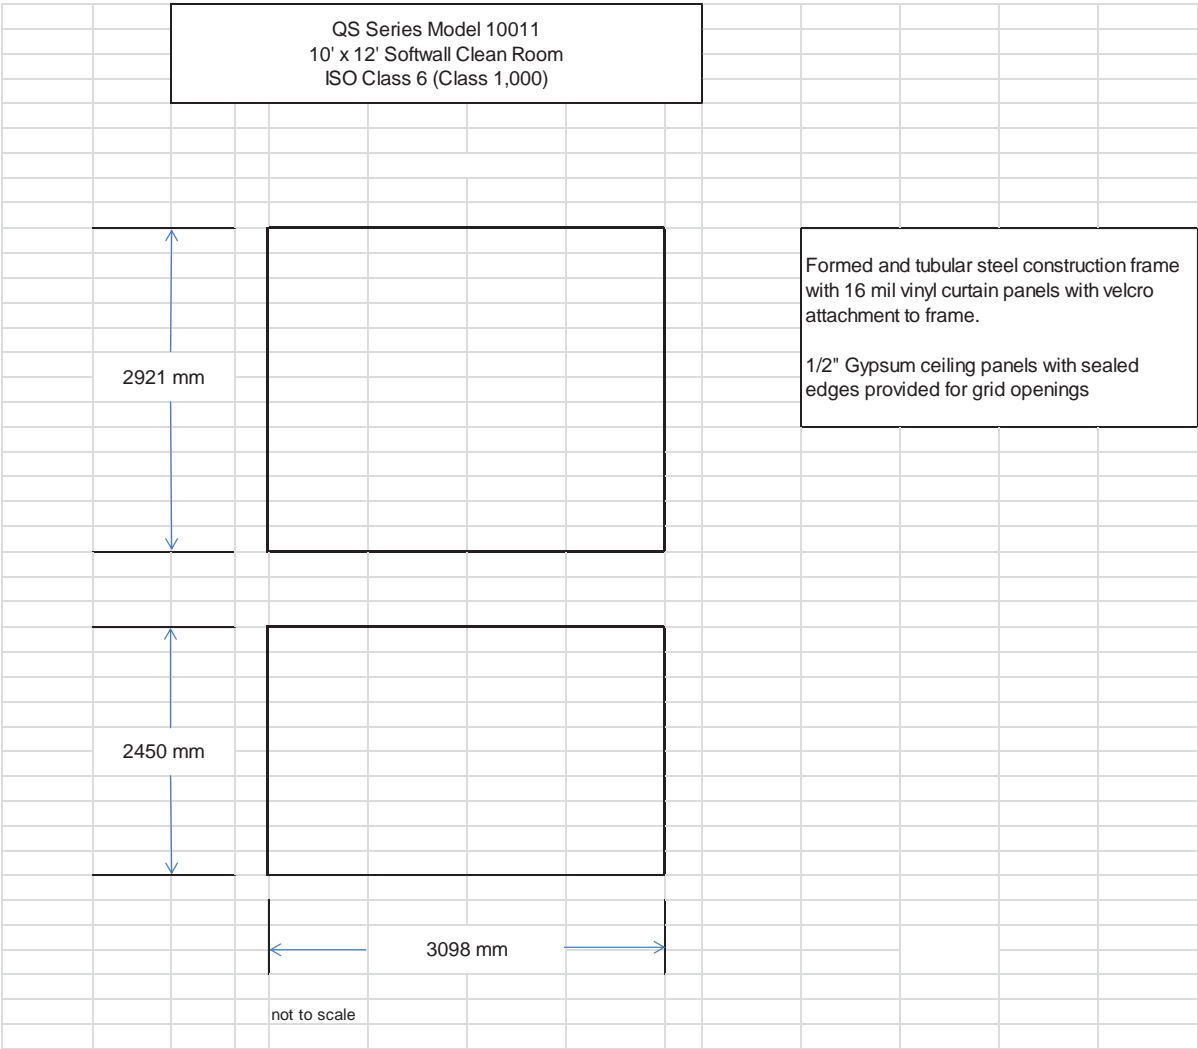 QS Series Model 10011
10' x 12' Softwall Clean Room
ISO Class 6 (Class 1,000)
Formed and tubular steel construction frame
with 16 mil vinyl curtain panels with velcro
attachment to frame.
1/2" Gypsum ceiling panels with sealed
edges provided for grid openings
2921 mm
2450 mm
3098 mm
not to scale